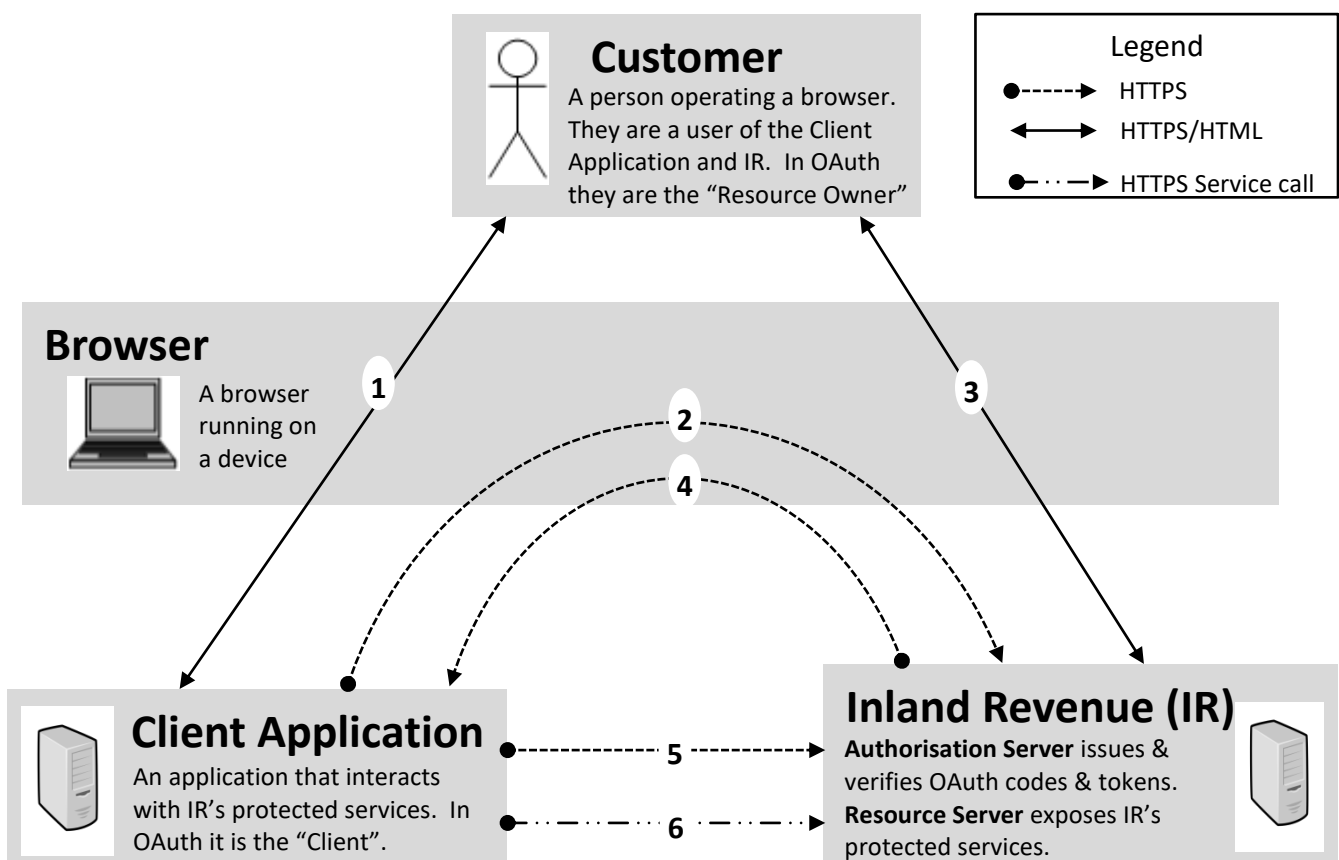 Customer
A person operating a browser.
They are a user of the Client
Application and IR. In OAuth
they are the “Resource Owner”
Legend
HTTPS
HTTPS/HTML
HTTPS Service call
Browser
A browser
running on
a device
1
2
3
4
Client Application
An application that interacts
with IR’s protected services. In
OAuth it is the “Client”.
5
6
Inland Revenue (IR)
Authorisation Server issues &
verifies OAuth codes & tokens.
Resource Server exposes IR’s
protected services.